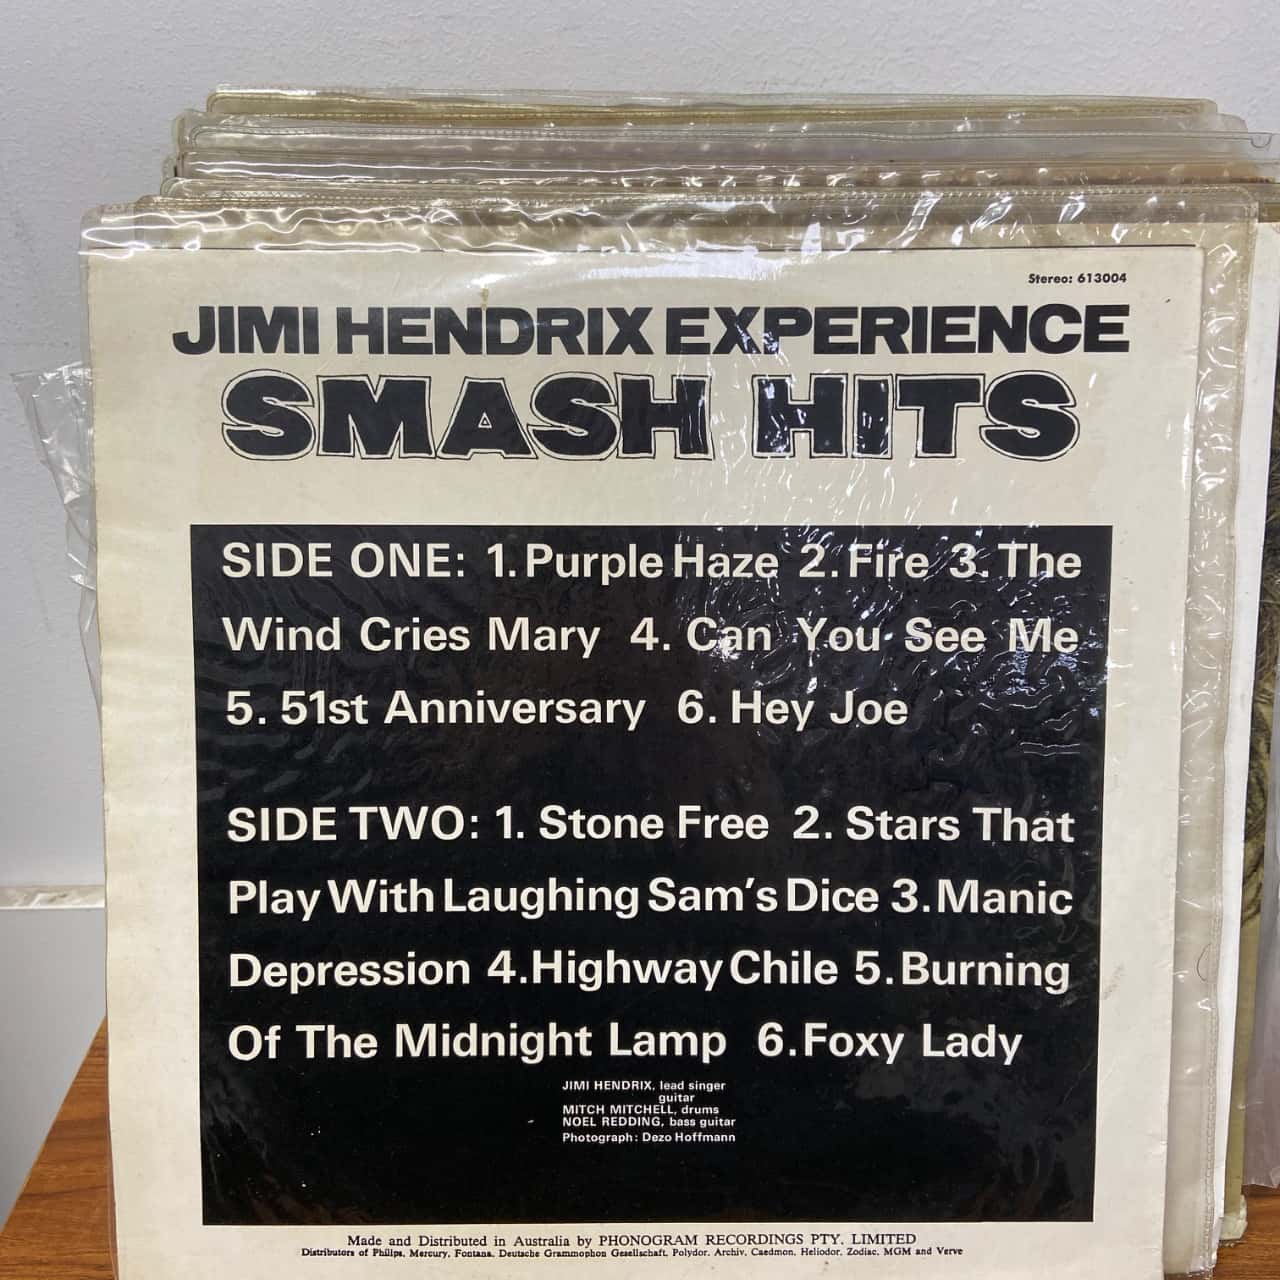 Stereo: 613004
JIMI HENDRIX EXPERIENCE
SMASH HITS
SIDE ONE: 1. Purple Haze 2. Fire 3. The
Wind Cries Mary 4. Can You See Me
5. 51st Anniversary 6. Hey Joe
SIDE TWO: 1. Stone Free 2. Stars That
Play With Laughing Sam's Dice 3. Manic
Depression 4. Highway Chile 5. Burning
Of The Midnight Lamp 6. Foxy Lady
JIMI HENDRIX, lead singer
guitar
MITCH MITCHELL, drums
NOEL REDDING, bass guitar
Photograph: Dezo Hoffmann
Made and Distributed in Australia by PHONOGRAM RECORDINGS PTY. LIMITED
Distributors of Philips, Mercury, Fontana, Deutsche Grammophon Gesellschaft, Polydor, Archiv, Caedmon, Heliodor, Zodiac, MGM and Verve